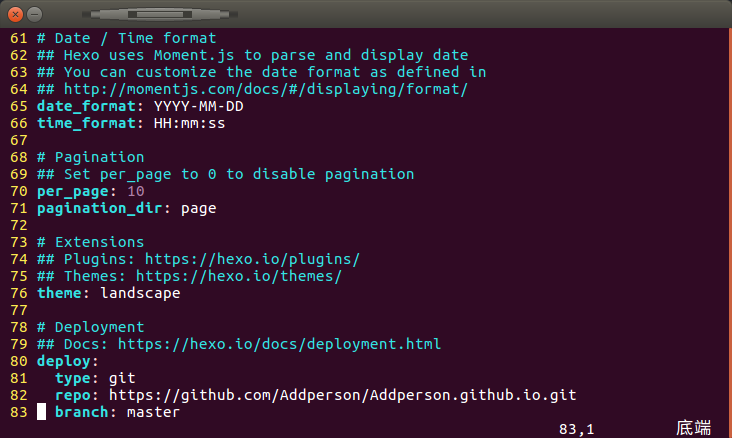 61 # Date / Time format
62 ## Hexo uses Moment.js to parse and display date
63 ## You can customize the date format as defined in
64 ## http://momentjs.com/docs/#/displaying/format/
65 date_format: YYYY-MM-DD
66 time_format: HH:mm:ss
67
68 # Pagination
69 ## Set per_page to 0 to disable pagination
70 per_page: 10
71 pagination_dir: page
72
73 # Extensions
74 ## Plugins: https://hexo.io/plugins/
75 ## Themes: https://hexo.io/themes/
76 theme: landscape
77
78 # Deployment
79 ## Docs: https://hexo.io/docs/deployment.html
80 deploy:
81   type: git
82   repo: https://github.com/Addperson/Addperson.github.io.git
83   branch: master
83,1 底端